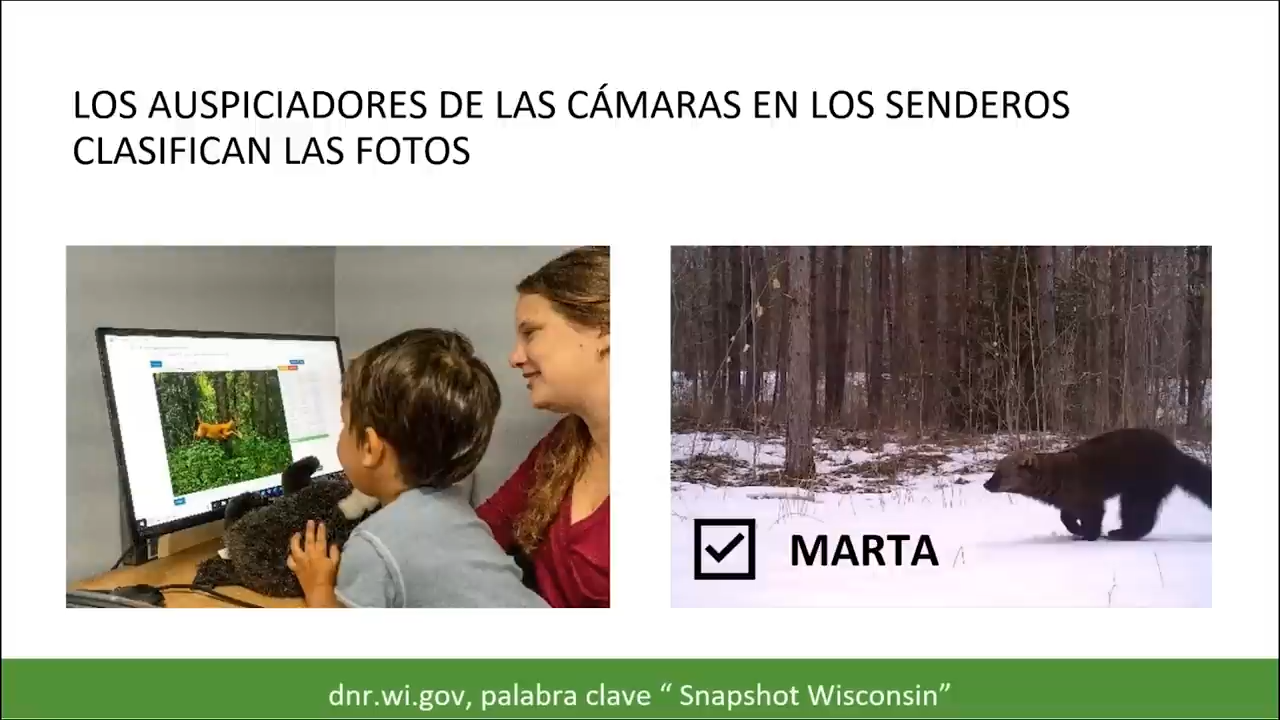 LOS AUSPICIADORES DE LAS CÁMARAS EN LOS SENDEROS
CLASIFICAN LAS FOTOS
MARTA
dnr.wi.gov, palabra clave “ Snapshot Wisconsin”